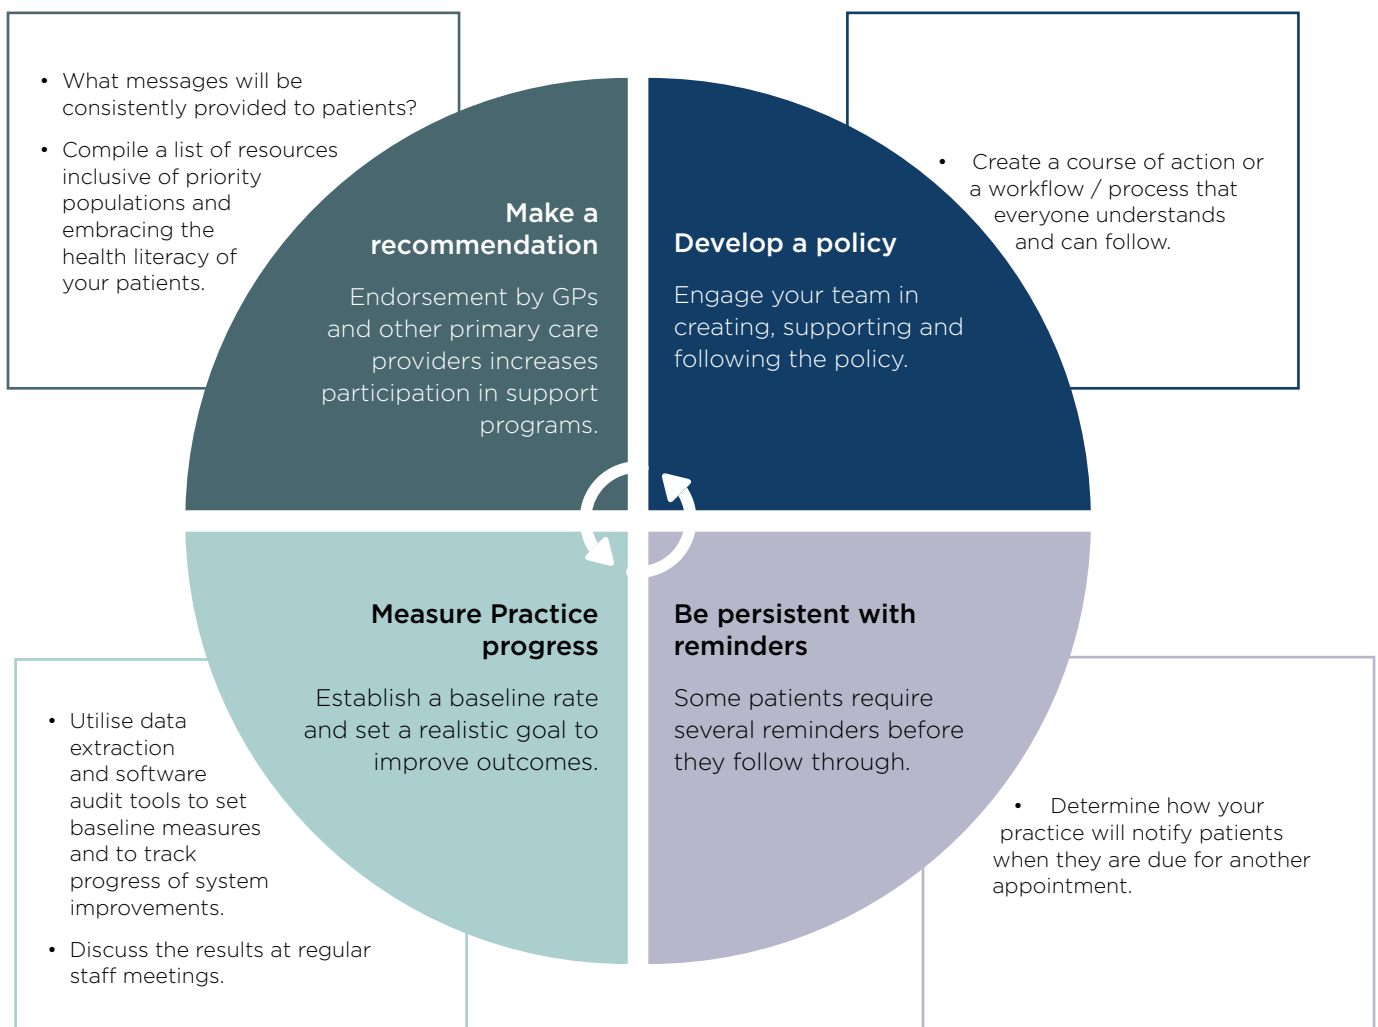 • What messages will be
consistently provided to patients?
• Compile a list of resources
inclusive of priority
populations and
embracing the
health literacy of
your patients.
Make a
recommendation
Endorsement by GPs
and other primary care
providers increases
participation in support
programs.
Develop a policy
Engage your team in
creating, supporting and
following the policy.
• Create a course of action or
a workflow / process that
everyone understands
and can follow.
Measure Practice
progress
Establish a baseline rate
and set a realistic goal to
improve outcomes.
• Utilise data
extraction
and software
audit tools to set
baseline measures
and to track
progress of system
improvements.
• Discuss the results at regular
staff meetings.
Be persistent with
reminders
Some patients require
several reminders before
they follow through.
• Determine how your
practice will notify patients
when they are due for another
appointment.